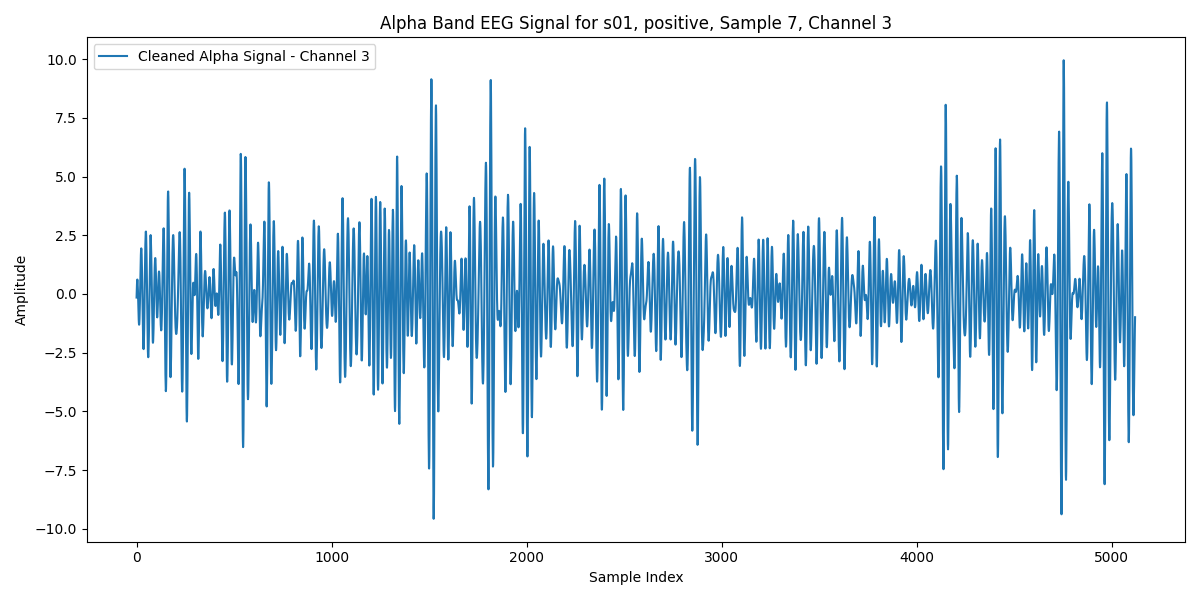 Alpha Band EEG Signal for s01, positive, Sample 7, Channel 3
Cleaned Alpha Signal - Channel 3
10.0
7.5
5.0
2.5
0.0
−2.5
−5.0
−7.5
−10.0
Amplitude
0 1000 2000 3000 4000 5000
Sample Index